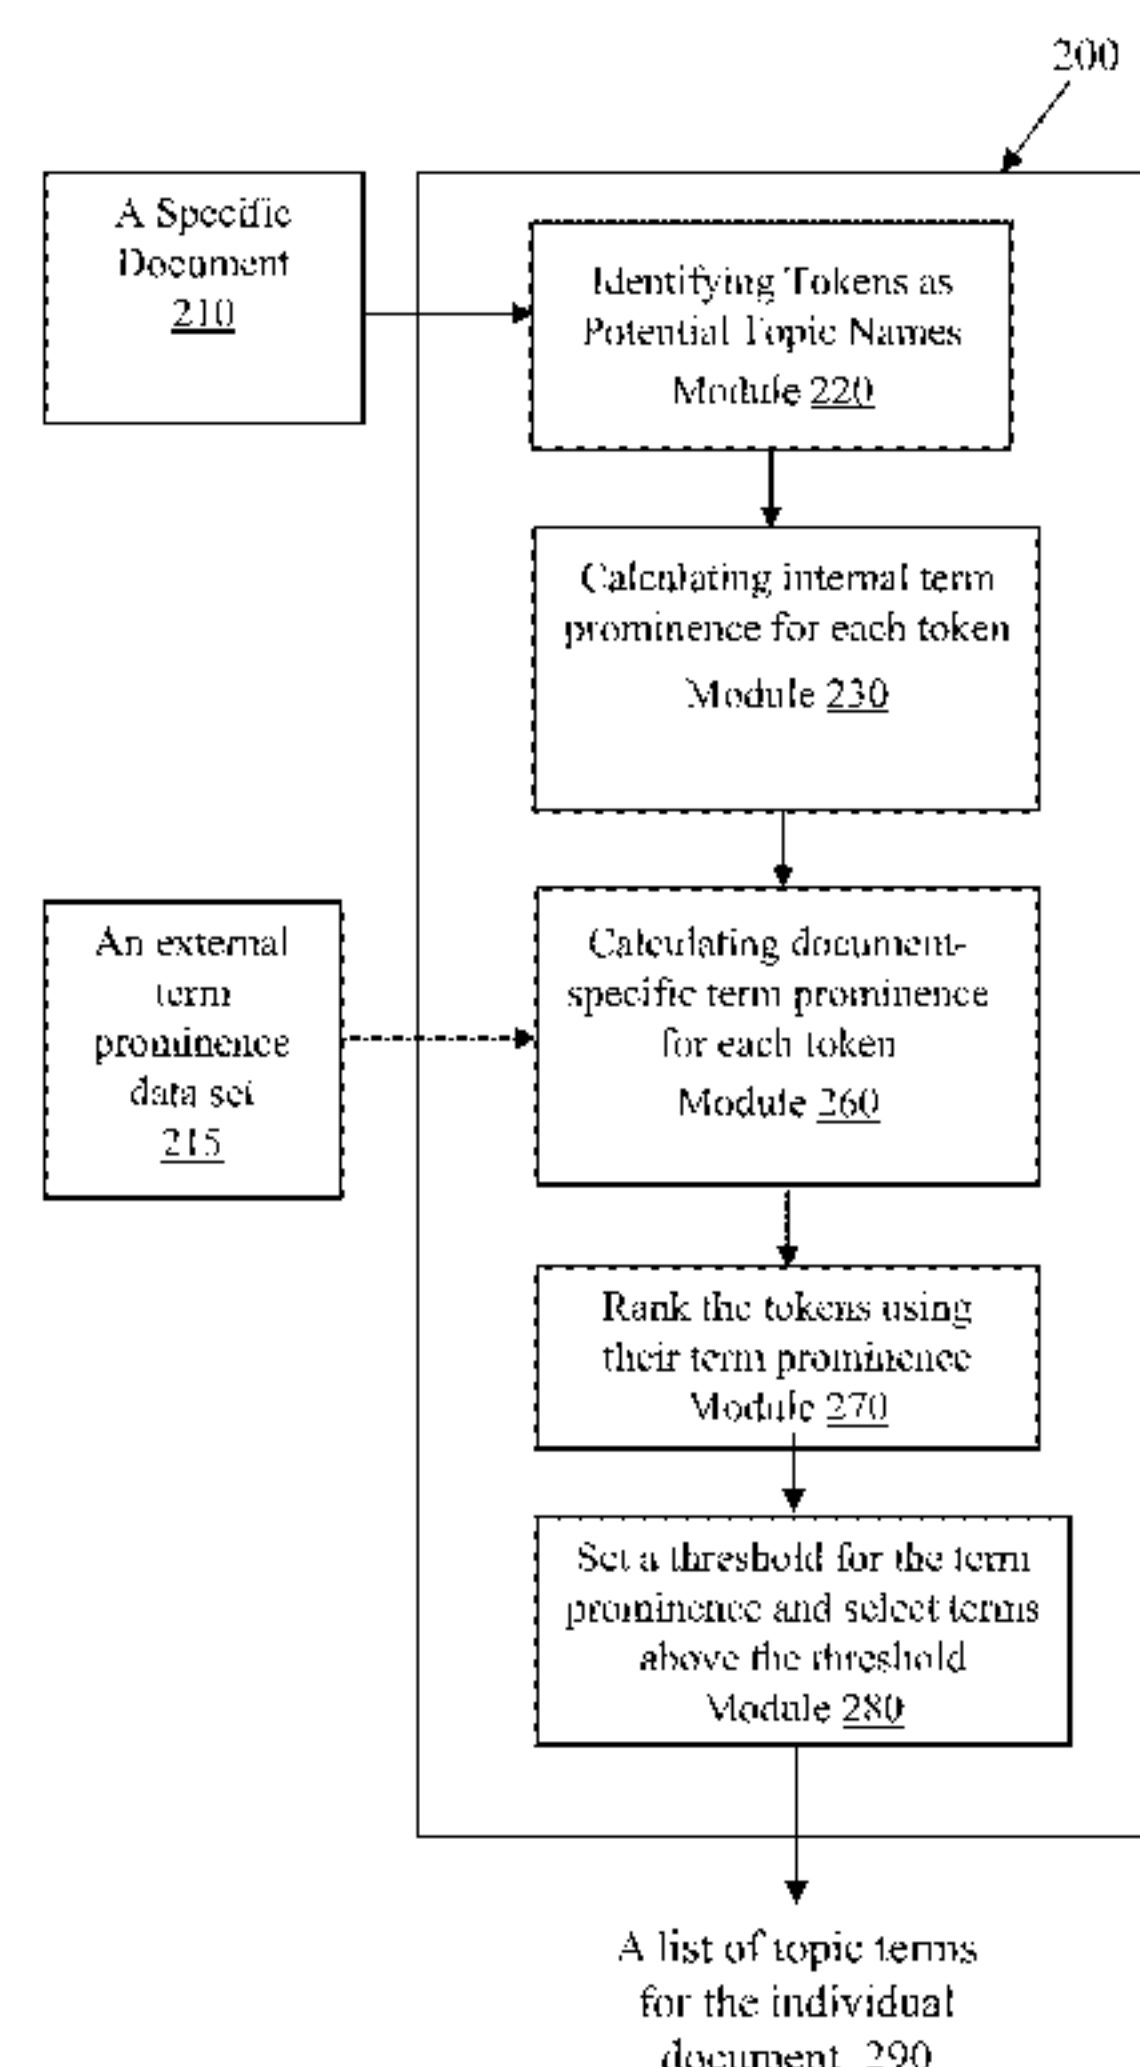 200
A Specific
Document
210
Identifying Tokens as
Potential Topic Names
Module 220
Calculating internal term
prominence for each token
Module 230
An external
term
prominence
data set
215
Calculating document-
specific term prominence
for each token
Module 260
Rank the tokens using
their term prominence
Module 270
Set a threshold for the term
prominence and select terms
above the threshold
Module 280
A list of topic terms
for the individual
document 290